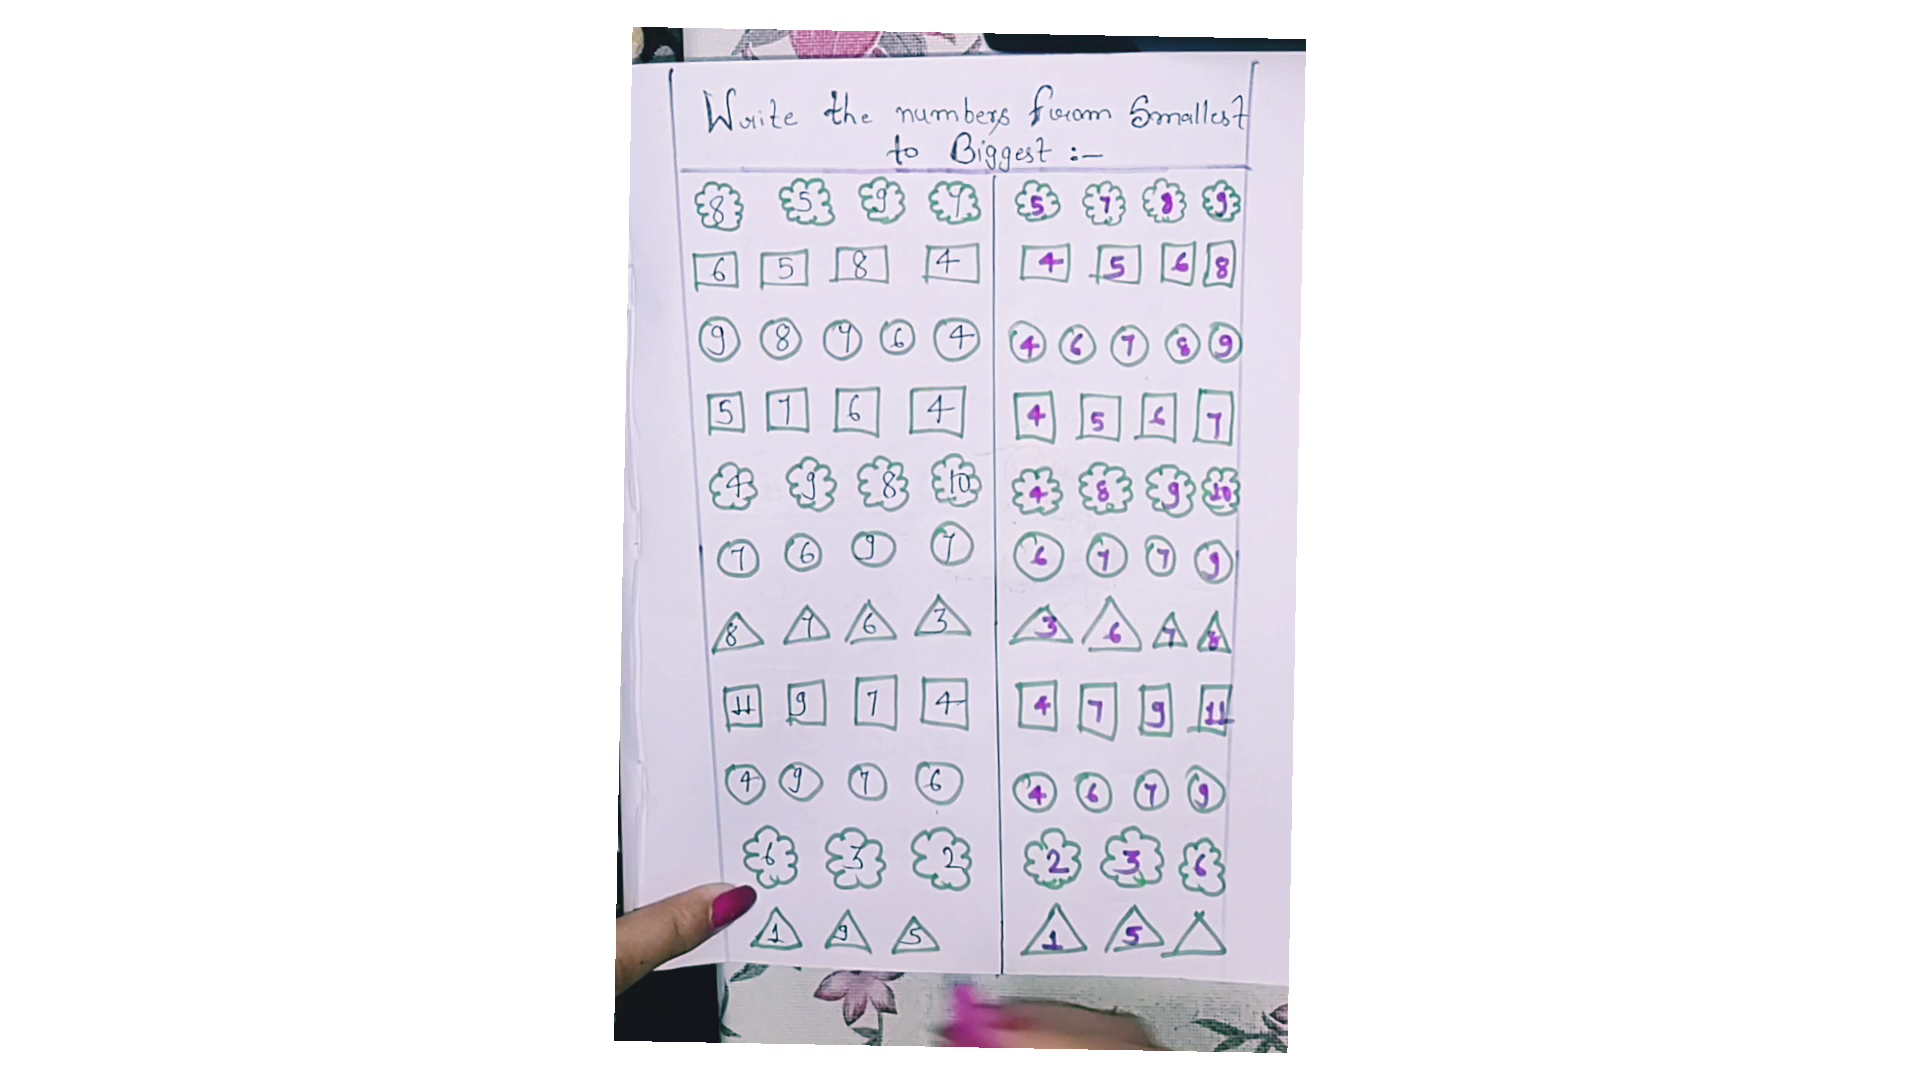 Write the numbers from Smallest
to Biggest :-
8 5 9 7 5 7 8 9
6 5 8 4 4 5 6 8
9 8 7 6 4 4 6 7 8 9
5 7 6 4 4 5 6 7
4 9 8 10 4 8 9 10
7 6 9 7 6 7 7 9
8 7 6 3 3 6 7 8
11 9 7 4 4 7 9 11
4 9 7 6 4 6 7 9
6 3 2 2 3 6
1 9 5 1 5